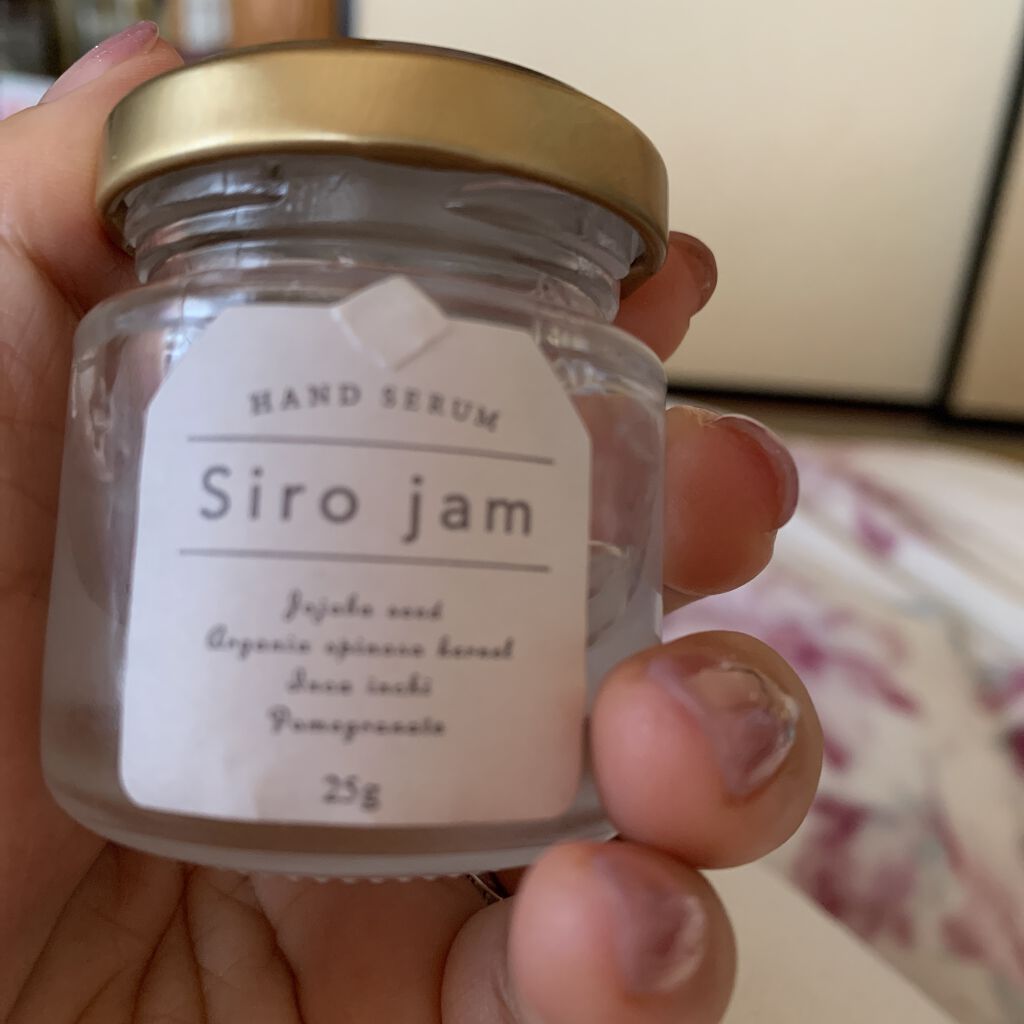 HAND SERUM
Siro jam
Jojoba seed
Argania spinosa kernel
Inca inchi
Pomegranate
25g